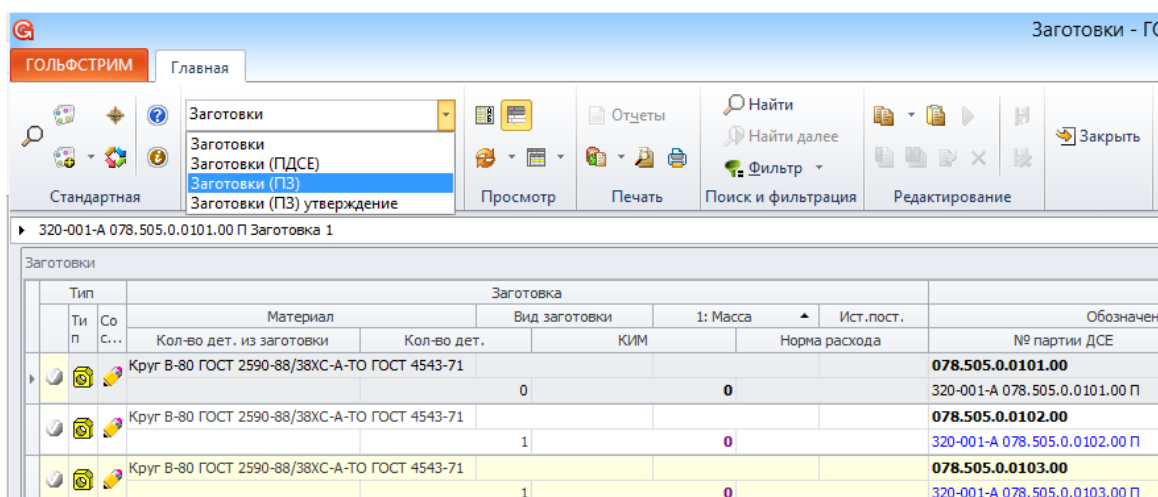 Заготовки - ГО
ГОЛЬФСТРИМ Главная
Заготовки
Отчеты
Найти
Найти далее
Фильтр
Закрыть
Заготовки
Заготовки (ПДСЕ)
Заготовки (ПЗ)
Заготовки (ПЗ) утверждение
Стандартная Просмотр Печать Поиск и фильтрация Редактирование
320-001-А 078.505.0.0101.00 П Заготовка 1
Заготовки
Тип Заготовка
Ти п Со с... Материал Вид заготовки 1: Масса Ист.пост. Обозначен
Кол-во дет. из заготовки Кол-во дет. КИМ Норма расхода № партии ДСЕ
Круг В-80 ГОСТ 2590-88/38ХС-А-ТО ГОСТ 4543-71 078.505.0.0101.00
0 0 320-001-А 078.505.0.0101.00 П
Круг В-80 ГОСТ 2590-88/38ХС-А-ТО ГОСТ 4543-71 078.505.0.0102.00
1 0 320-001-А 078.505.0.0102.00 П
Круг В-80 ГОСТ 2590-88/38ХС-А-ТО ГОСТ 4543-71 078.505.0.0103.00
1 0 320-001-А 078.505.0.0103.00 П